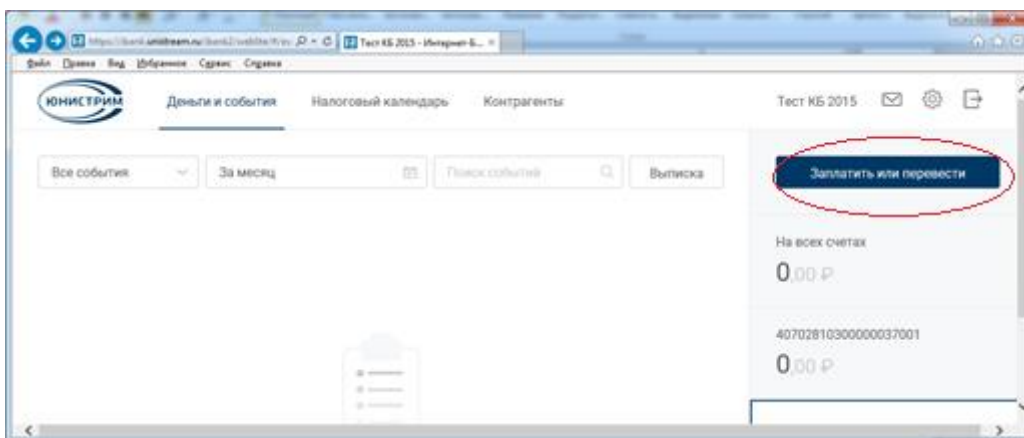 Тест КБ 2015 - Интернет-Б...
Файл Правка Вид Избранное Сервис Справка
ЮНИСТРИМ
Деньги и события Налоговый календарь Контрагенты Тест КБ 2015
Все события За месяц Поиск событий Выписка Заплатить или перевести
На всех счетах
0,00 ₽
40702810300000037001
0,00 ₽